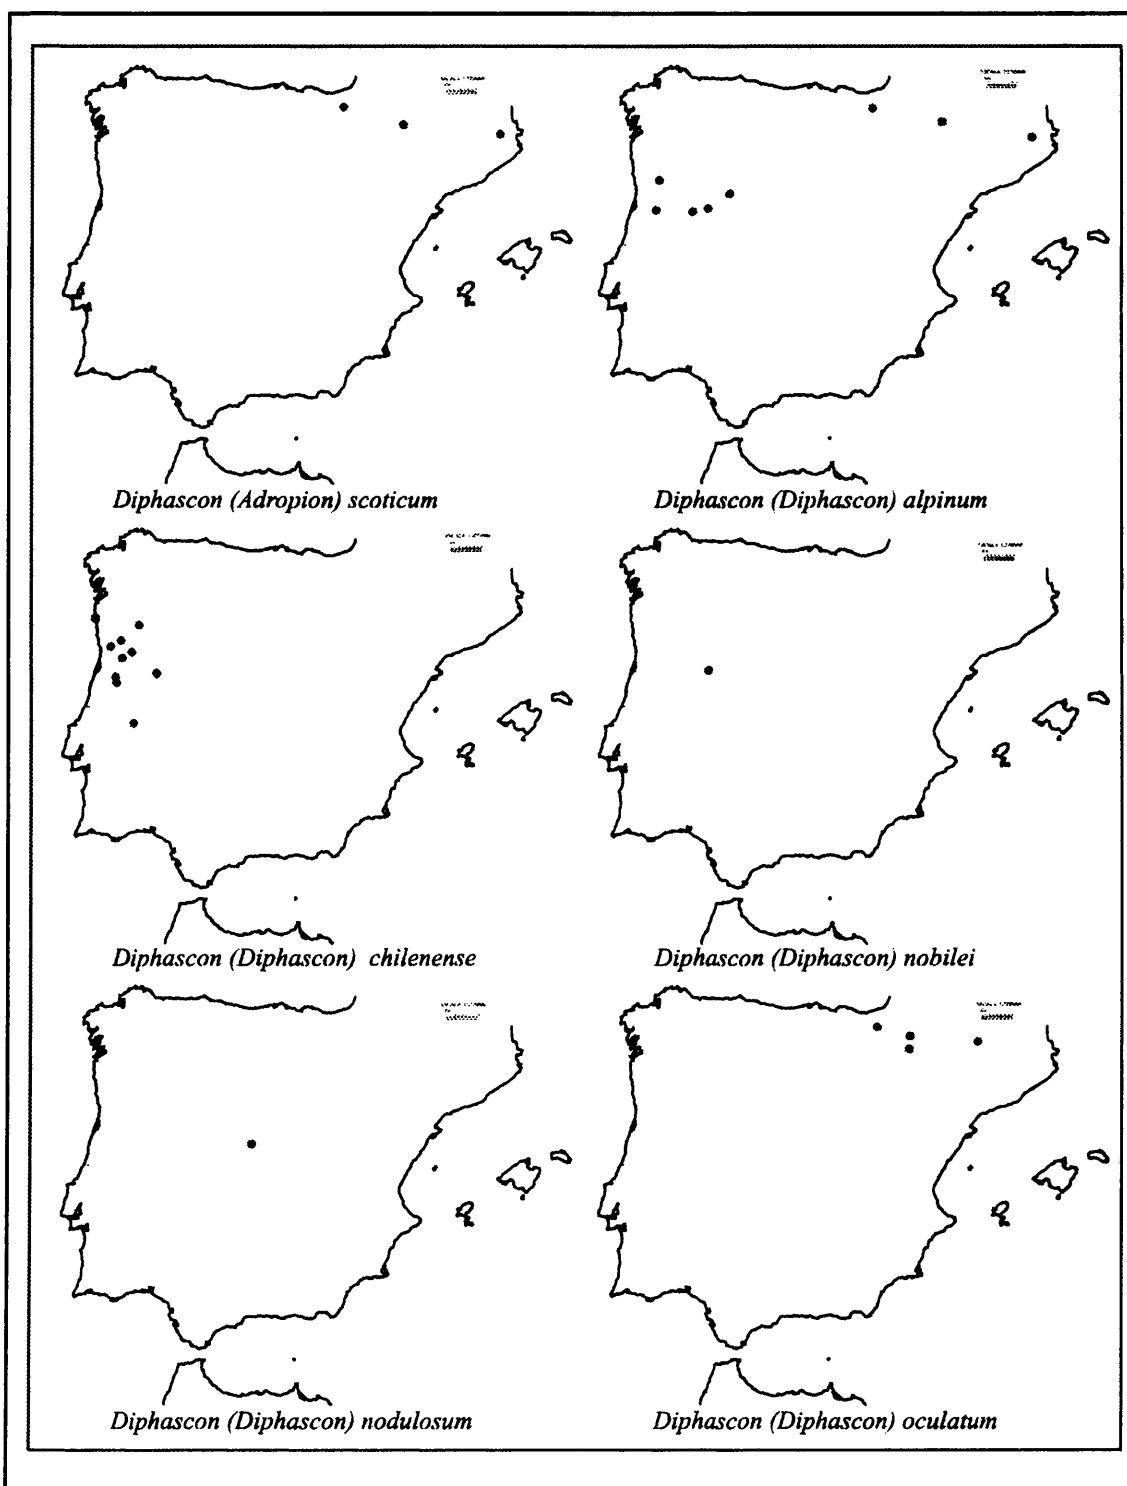 Diphascon (Adropion) scoticum
Diphascon (Diphascon) alpinum
Diphascon (Diphascon) chilenense
Diphascon (Diphascon) nobilei
Diphascon (Diphascon) nodulosum
Diphascon (Diphascon) oculatum